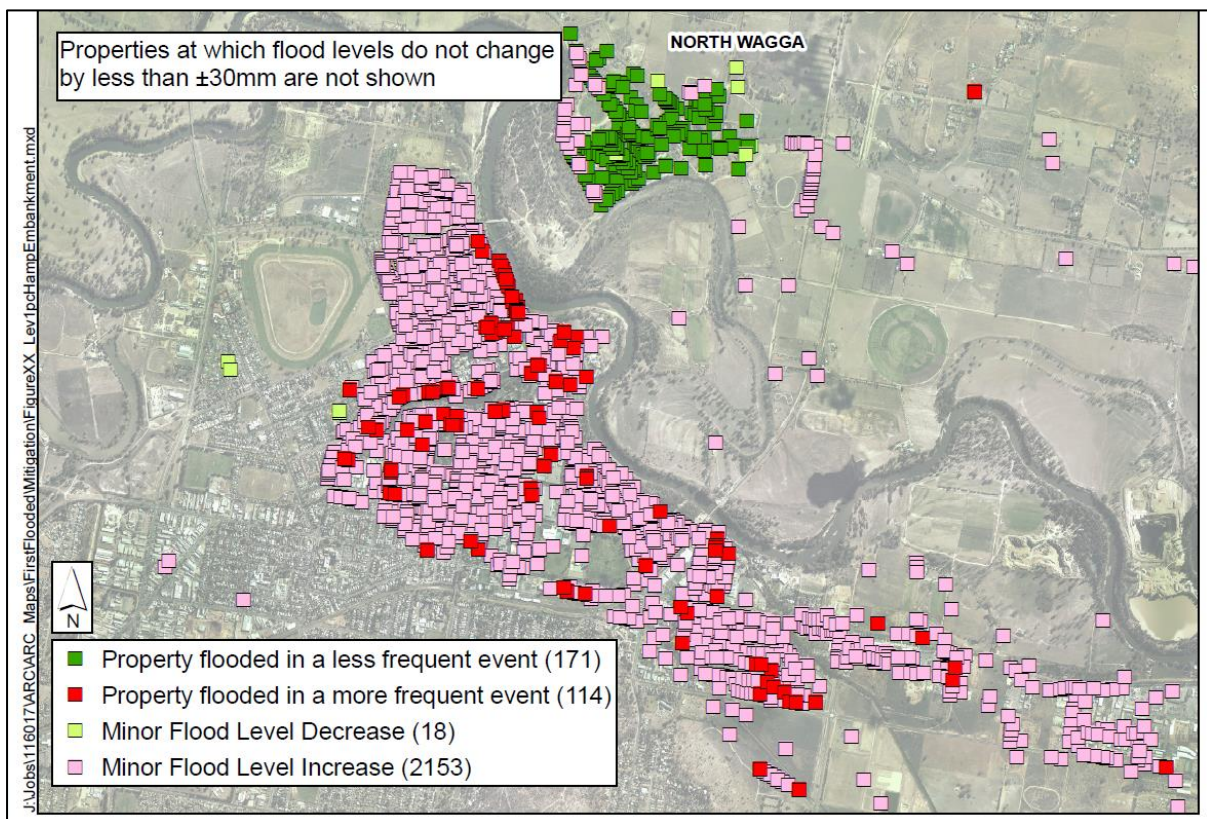 Properties at which flood levels do not change
by less than ±30mm are not shown
NORTH WAGGA
J:\Jobs\116017\ARC\ARC_Maps\FirstFlooded\Mitigation\FigureXX_Lev1pcHampEmbankment.mxd
N
Property flooded in a less frequent event (171)
Property flooded in a more frequent event (114)
Minor Flood Level Decrease (18)
Minor Flood Level Increase (2153)